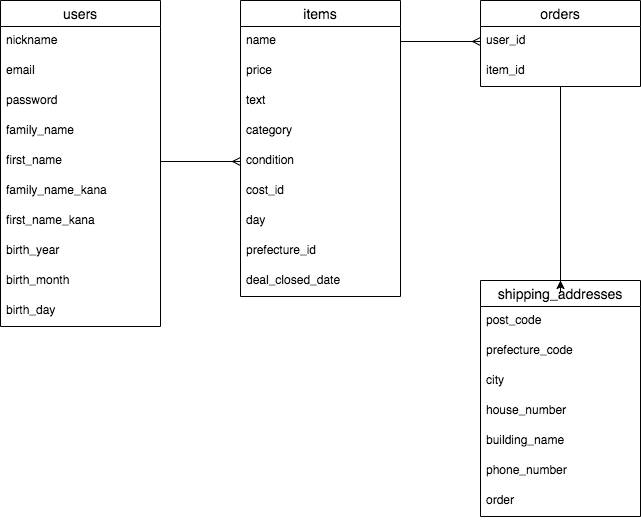 users
nickname
email
password
family_name
first_name
family_name_kana
first_name_kana
birth_year
birth_month
birth_day
items
name
price
text
category
condition
cost_id
day
prefecture_id
deal_closed_date
orders
user_id
item_id
shipping_addresses
post_code
prefecture_code
city
house_number
building_name
phone_number
order